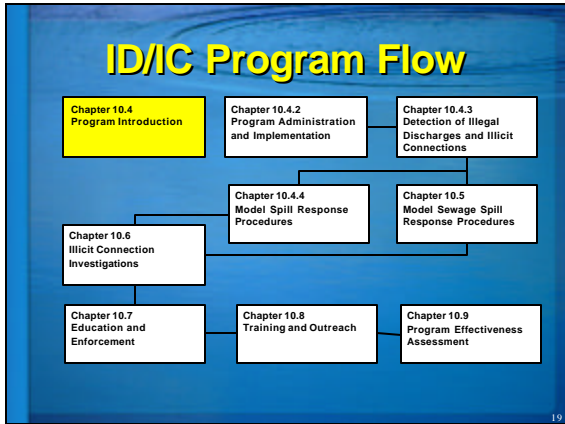 ID/IC Program Flow
Chapter 10.4
Program Introduction
Chapter 10.4.2
Program Administration
and Implementation
Chapter 10.4.3
Detection of Illegal
Discharges and Illicit
Connections
Chapter 10.4.4
Model Spill Response
Procedures
Chapter 10.5
Model Sewage Spill
Response Procedures
Chapter 10.6
Illicit Connection
Investigations
Chapter 10.7
Education and
Enforcement
Chapter 10.8
Training and Outreach
Chapter 10.9
Program Effectiveness
Assessment
19